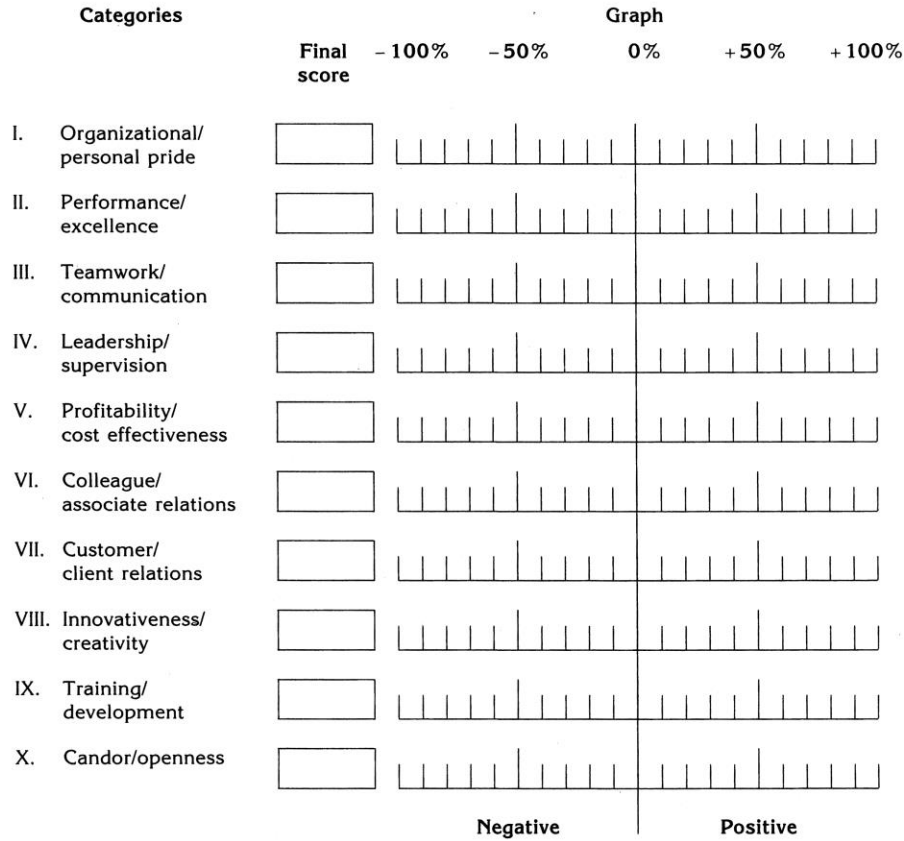 Categories
Graph
Final score
– 100% – 50% 0% + 50% + 100%
I. Organizational/
personal pride
II. Performance/
excellence
III. Teamwork/
communication
IV. Leadership/
supervision
V. Profitability/
cost effectiveness
VI. Colleague/
associate relations
VII. Customer/
client relations
VIII. Innovativeness/
creativity
IX. Training/
development
X. Candor/openness
Negative Positive